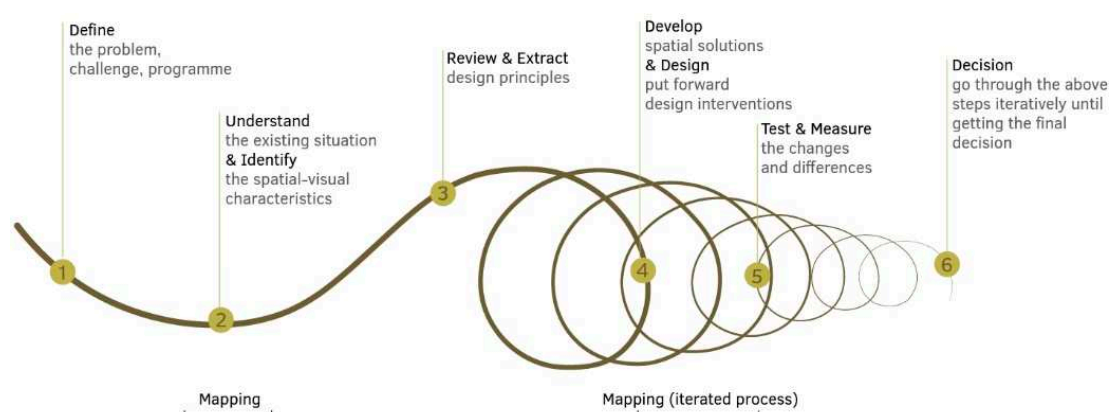 Define
the problem,
challenge, programme
Understand
the existing situation
& Identify
the spatial-visual
characteristics
Review & Extract
design principles
Develop
spatial solutions
& Design
put forward
design interventions
Test & Measure
the changes
and differences
Decision
go through the above
steps iteratively until
getting the final
decision
1
2
3
4
5
6
Mapping
Mapping (iterated process)